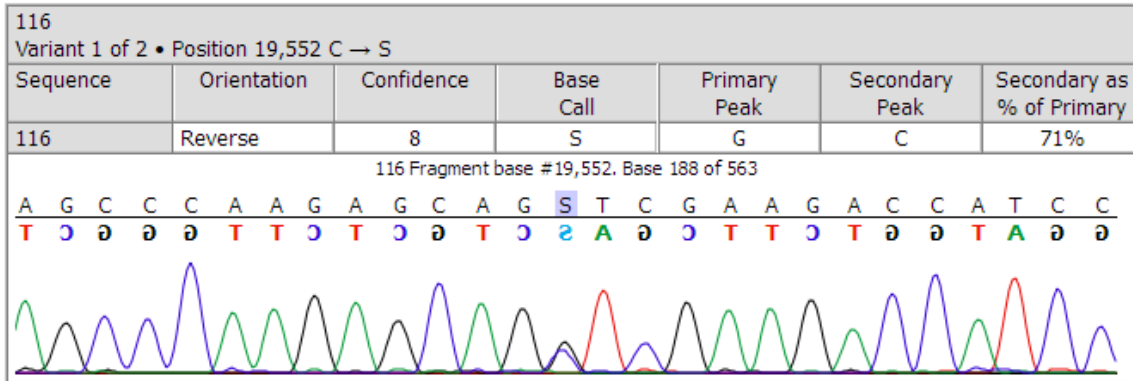 116
Variant 1 of 2 • Position 19,552 C → S
Sequence Orientation Confidence Base Call Primary Peak Secondary Peak Secondary as % of Primary
116 Reverse 8 S G C 71%
116 Fragment base #19,552. Base 188 of 563
A G C C C A A G A G C A G S T C G A A G A C C A T C C
T C G G G T T C T C G T C S A G C T T C T G G T A G G